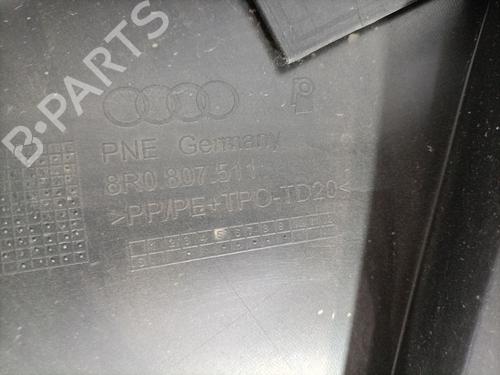 B-PARTS
PNE Germany
8R0 807 511
>PP/PE+TPO-TD20<